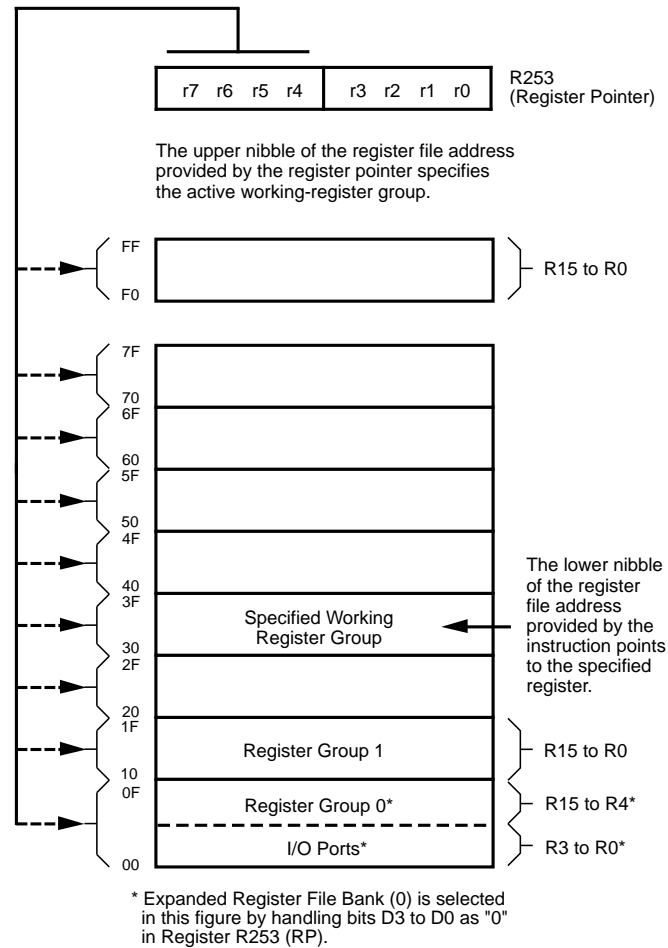 r7 r6 r5 r4 r3 r2 r1 r0
R253
(Register Pointer)
The upper nibble of the register file address
provided by the register pointer specifies
the active working-register group.
FF
F0
R15 to R0
7F
70
6F
60
5F
50
4F
40
3F
Specified Working
Register Group
30
The lower nibble
of the register
file address
provided by the
instruction points
to the specified
register.
2F
20
1F
Register Group 1
R15 to R0
10
0F
Register Group 0*
R15 to R4*
I/O Ports*
R3 to R0*
00
* Expanded Register File Bank (0) is selected
in this figure by handling bits D3 to D0 as "0"
in Register R253 (RP).